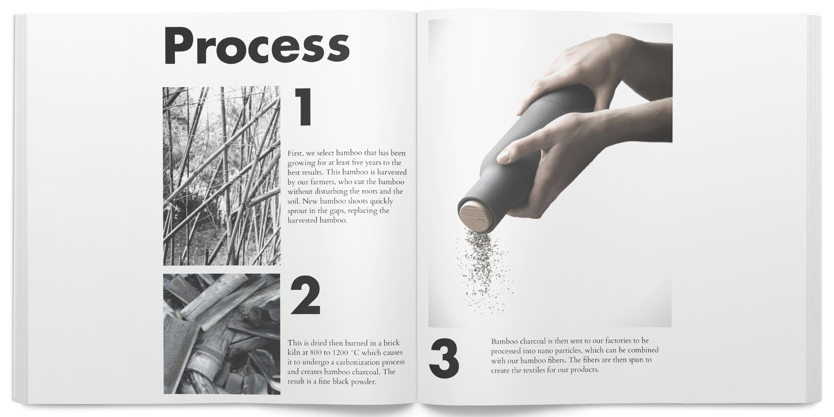 Process
1
First, we select bamboo that has been
growing for at least five years to the
best results. This bamboo is harvested
by our farmers, who cut the bamboo
without disturbing the roots and the
soil. New bamboo shoots quickly
sprout in the gaps, replacing the
harvested bamboo.
2
This is dried then burned in a brick
kiln at 800 to 1200 °C which causes
it to undergo a carbonization process
and creates bamboo charcoal. The
result is a fine black powder.
3
Bamboo charcoal is then sent to our factories to be
processed into nano particles, which can be combined
with our bamboo fibers. The fibers are then spun to
create the textiles for our products.